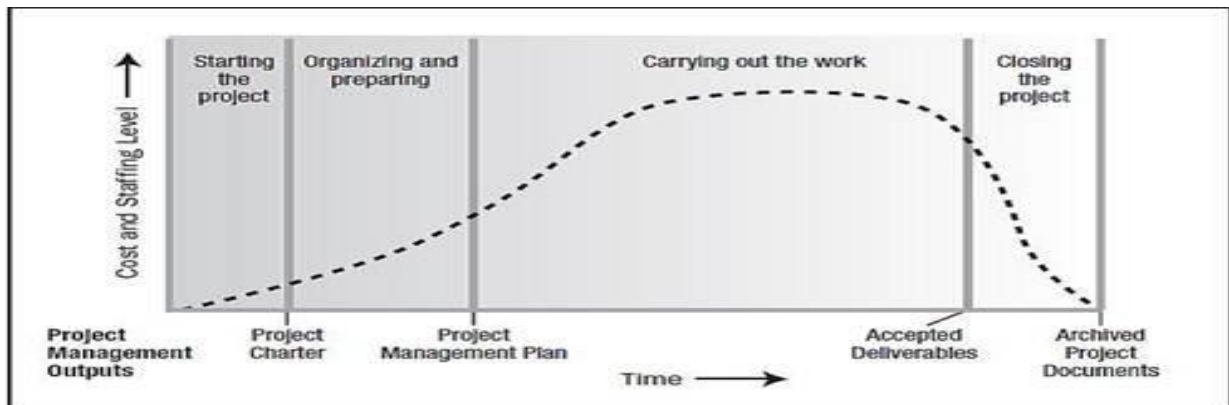 Cost and Staffing Level
Starting
the
project
Organizing and
preparing
Carrying out the work
Closing
the
project
Project
Management
Outputs
Project
Charter
Project
Management Plan
Accepted
Deliverables
Archived
Project
Documents
Time